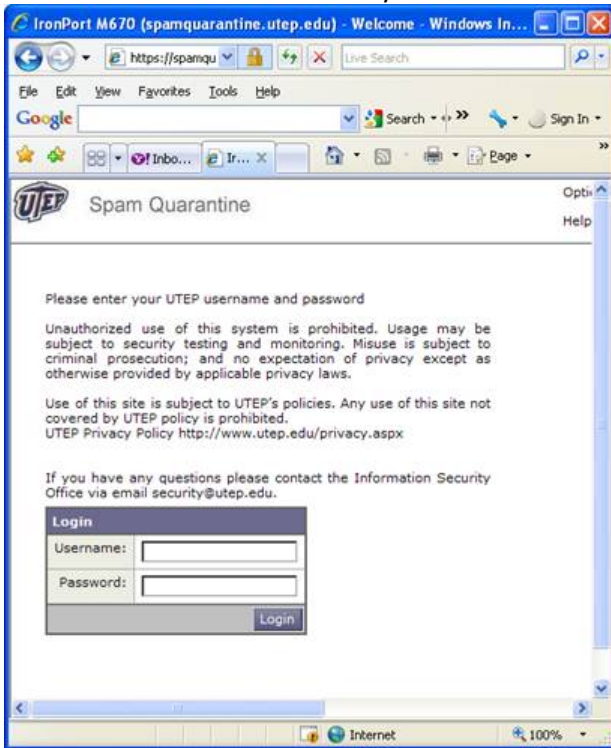 IronPort M670 (spamquarantine.utep.edu) - Welcome - Windows In...
https://spamqu
Live Search
File Edit View Favorites Tools Help
Google Search Sign In
Inbo... Ir... Page
UTEP Spam Quarantine
Opti
Help
Please enter your UTEP username and password
Unauthorized use of this system is prohibited. Usage may be
subject to security testing and monitoring. Misuse is subject to
criminal prosecution; and no expectation of privacy except as
otherwise provided by applicable privacy laws.
Use of this site is subject to UTEP's policies. Any use of this site not
covered by UTEP policy is prohibited.
UTEP Privacy Policy http://www.utep.edu/privacy.aspx
If you have any questions please contact the Information Security
Office via email security@utep.edu.
Login
Username:
Password:
Login
Internet 100%